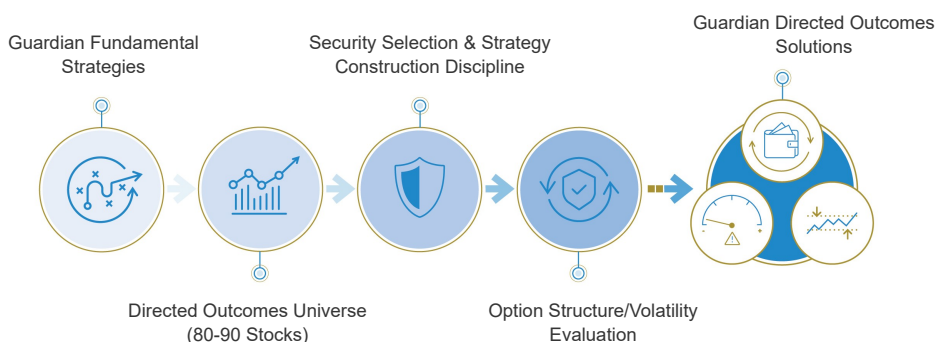 Guardian Fundamental
Strategies
Directed Outcomes Universe
(80-90 Stocks)
Security Selection & Strategy
Construction Discipline
Option Structure/Volatility
Evaluation
Guardian Directed Outcomes
Solutions
- +
!